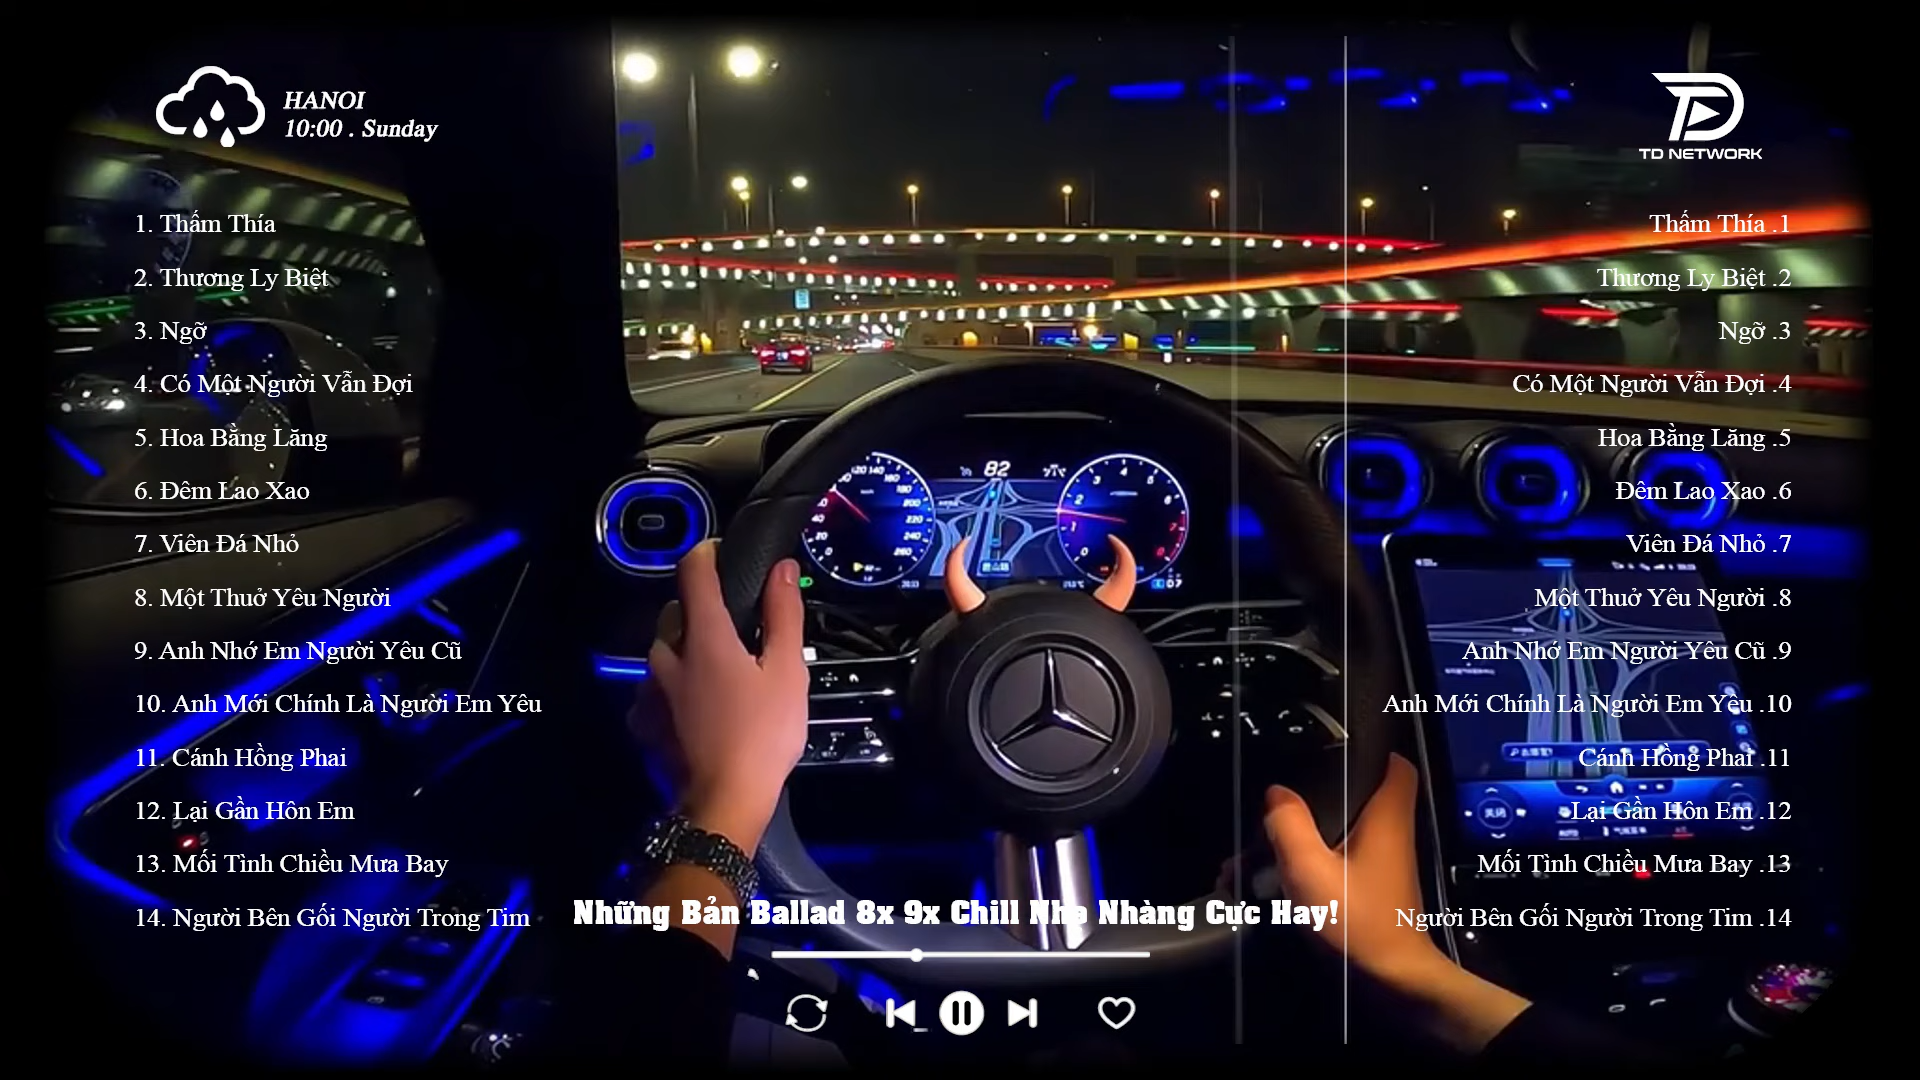 HANOI
10:00 . Sunday
TD NETWORK
1. Thấm Thía
2. Thương Ly Biệt
3. Ngỡ
4. Có Một Người Vẫn Đợi
5. Hoa Bằng Lăng
6. Đêm Lao Xao
7. Viên Đá Nhỏ
8. Một Thuở Yêu Người
9. Anh Nhớ Em Người Yêu Cũ
10. Anh Mới Chính Là Người Em Yêu
11. Cánh Hồng Phai
12. Lại Gần Hôn Em
13. Mối Tình Chiều Mưa Bay
14. Người Bên Gối Người Trong Tim
Thấm Thía .1
Thương Ly Biệt .2
Ngỡ .3
Có Một Người Vẫn Đợi .4
Hoa Bằng Lăng .5
Đêm Lao Xao .6
Viên Đá Nhỏ .7
Một Thuở Yêu Người .8
Anh Nhớ Em Người Yêu Cũ .9
Anh Mới Chính Là Người Em Yêu .10
Cánh Hồng Phai .11
Lại Gần Hôn Em .12
Mối Tình Chiều Mưa Bay .13
Người Bên Gối Người Trong Tim .14
82
Những Bản Ballad 8x 9x Chill Nhẹ Nhàng Cực Hay!